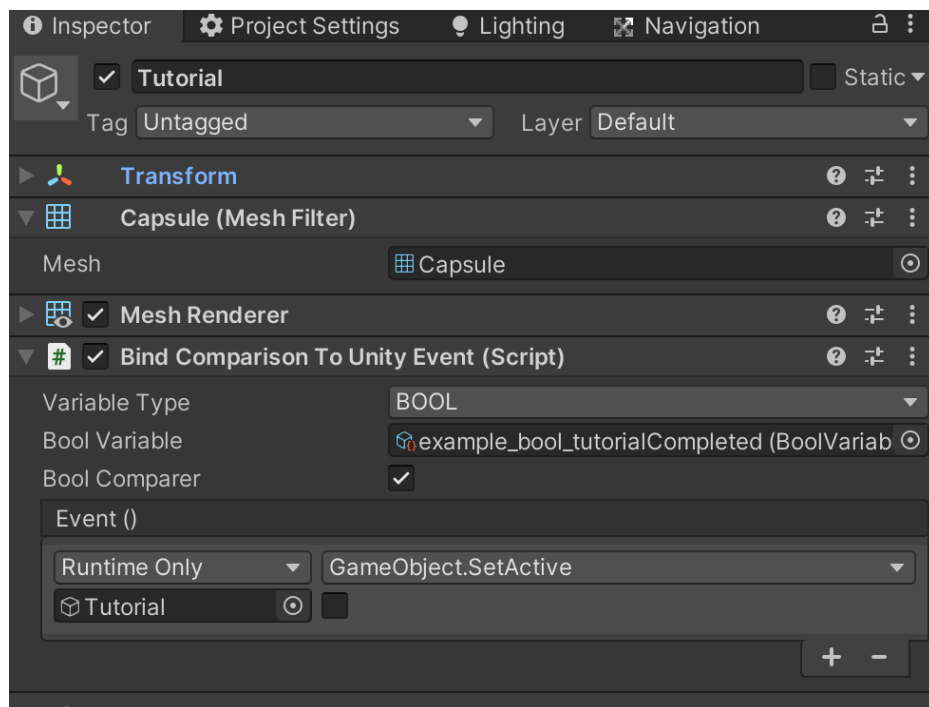 Inspector Project Settings Lighting Navigation
Tutorial Static
Tag Untagged Layer Default
Transform
Capsule (Mesh Filter)
Mesh Capsule
Mesh Renderer
# Bind Comparison To Unity Event (Script)
Variable Type BOOL
Bool Variable example_bool_tutorialCompleted (BoolVariab
Bool Comparer
Event ()
Runtime Only GameObject.SetActive
Tutorial